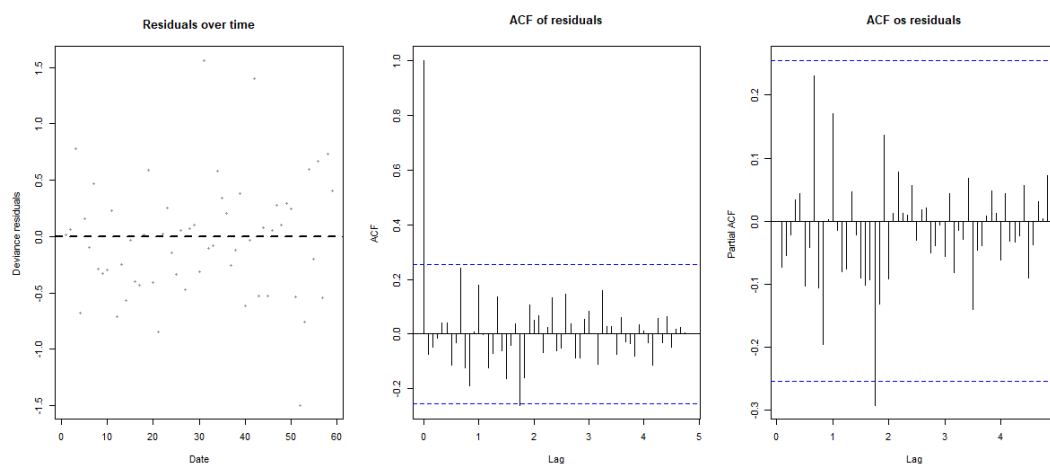 Residuals over time
Deviance residuals
1.5
1.0
0.5
0.0
-0.5
-1.0
-1.5
0 10 20 30 40 50 60
Date
ACF of residuals
ACF
1.0
0.8
0.6
0.4
0.2
0.0
-0.2
0 1 2 3 4 5
Lag
ACF os residuals
Partial ACF
0.2
0.1
0.0
-0.1
-0.2
-0.3
1 2 3 4
Lag